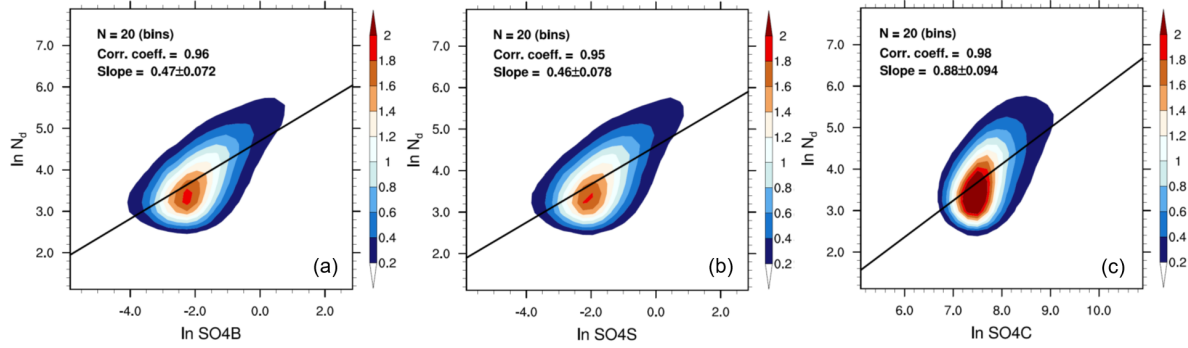 N = 20 (bins)
Corr. coeff. = 0.96
Slope = 0.47±0.072
7.0
6.0
5.0
4.0
3.0
2.0
ln Nd
-4.0 -2.0 0.0 2.0
ln SO4B
(a)
2
1.8
1.6
1.4
1.2
1
0.8
0.6
0.4
0.2
N = 20 (bins)
Corr. coeff. = 0.95
Slope = 0.46±0.078
7.0
6.0
5.0
4.0
3.0
2.0
ln Nd
-4.0 -2.0 0.0 2.0
ln SO4S
(b)
2
1.8
1.6
1.4
1.2
1
0.8
0.6
0.4
0.2
N = 20 (bins)
Corr. coeff. = 0.98
Slope = 0.88±0.094
7.0
6.0
5.0
4.0
3.0
2.0
ln Nd
6.0 7.0 8.0 9.0 10.0
ln SO4C
(c)
2
1.8
1.6
1.4
1.2
1
0.8
0.6
0.4
0.2